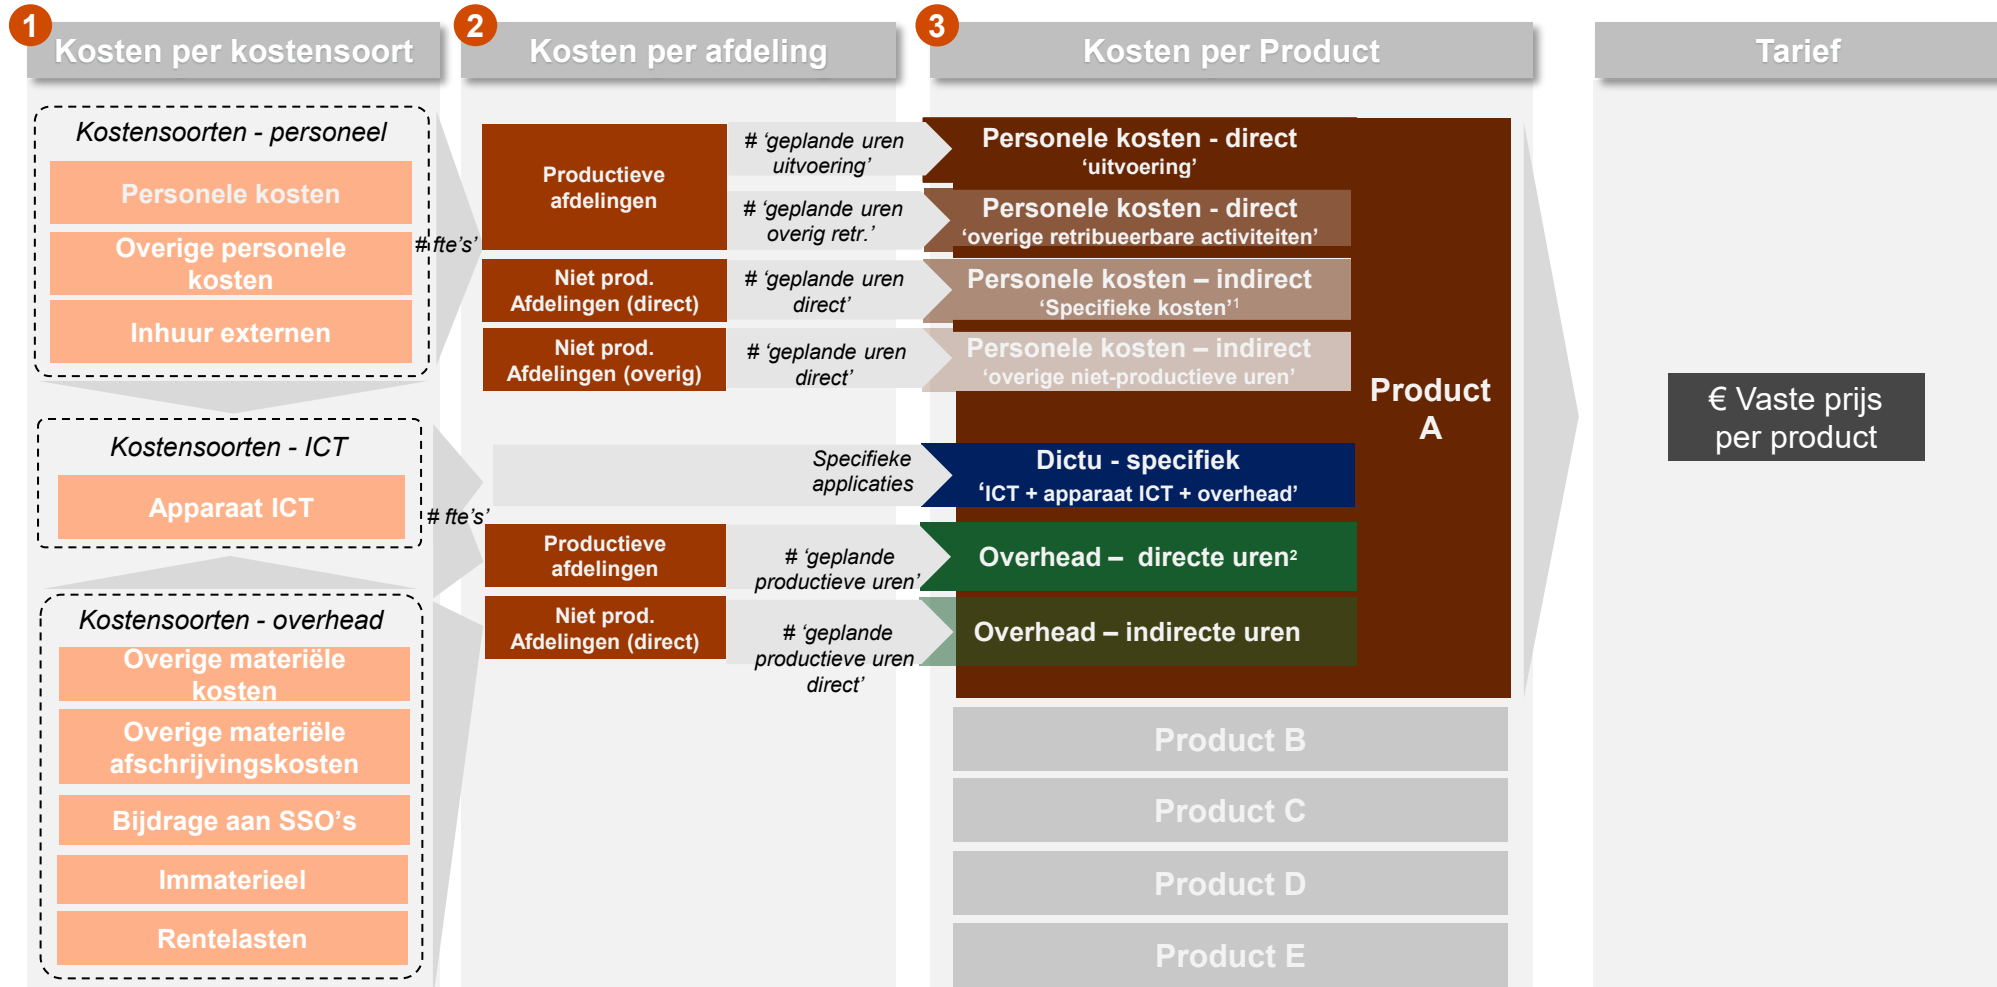 1
Kosten per kostensoort
2
Kosten per afdeling
3
Kosten per Product
Tarief
Kostensoorten - personeel
Personele kosten
Overige personele
kosten
Inhuur externen
# fte's’
Kostensoorten - ICT
Apparaat ICT
# fte's’
Kostensoorten - overhead
Overige materiële
kosten
Overige materiële
afschrijvingskosten
Bijdrage aan SSO’s
Immaterieel
Rentelasten
Productieve
afdelingen
# ‘geplande uren
uitvoering’
# ‘geplande uren
overig retr.’
Niet prod.
Afdelingen (direct)
# ‘geplande uren
direct’
Niet prod.
Afdelingen (overig)
# ‘geplande uren
direct’
Specifieke
applicaties
Productieve
afdelingen
# ‘geplande
productieve uren’
Niet prod.
Afdelingen (direct)
# ‘geplande
productieve uren
direct’
Personele kosten - direct
‘uitvoering’
Personele kosten - direct
‘overige retribueerbare activiteiten’
Personele kosten – indirect
‘Specifieke kosten’¹
Personele kosten – indirect
‘overige niet-productieve uren’
Dictu - specifiek
‘ICT + apparaat ICT + overhead’
Overhead – directe uren²
Overhead – indirecte uren
Product
A
Product B
Product C
Product D
Product E
€ Vaste prijs
per product